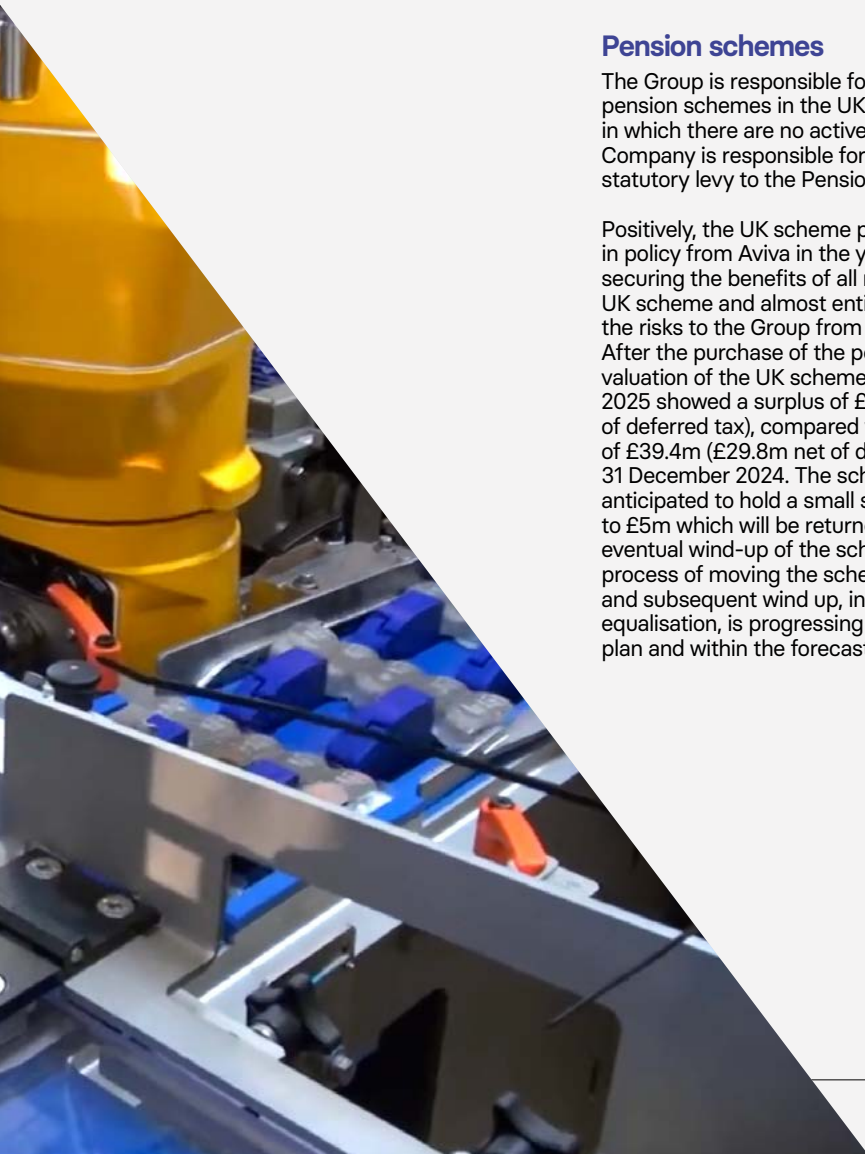 Pension schemes
The Group is responsible fo
pension schemes in the UK
in which there are no active
Company is responsible for
statutory levy to the Pensio
Positively, the UK scheme p
in policy from Aviva in the y
securing the benefits of all
UK scheme and almost enti
the risks to the Group from
After the purchase of the p
valuation of the UK scheme
2025 showed a surplus of £
of deferred tax), compared
of £39.4m (£29.8m net of d
31 December 2024. The sch
anticipated to hold a small s
to £5m which will be return
eventual wind-up of the sch
process of moving the sche
and subsequent wind up, in
equalisation, is progressing
plan and within the forecast